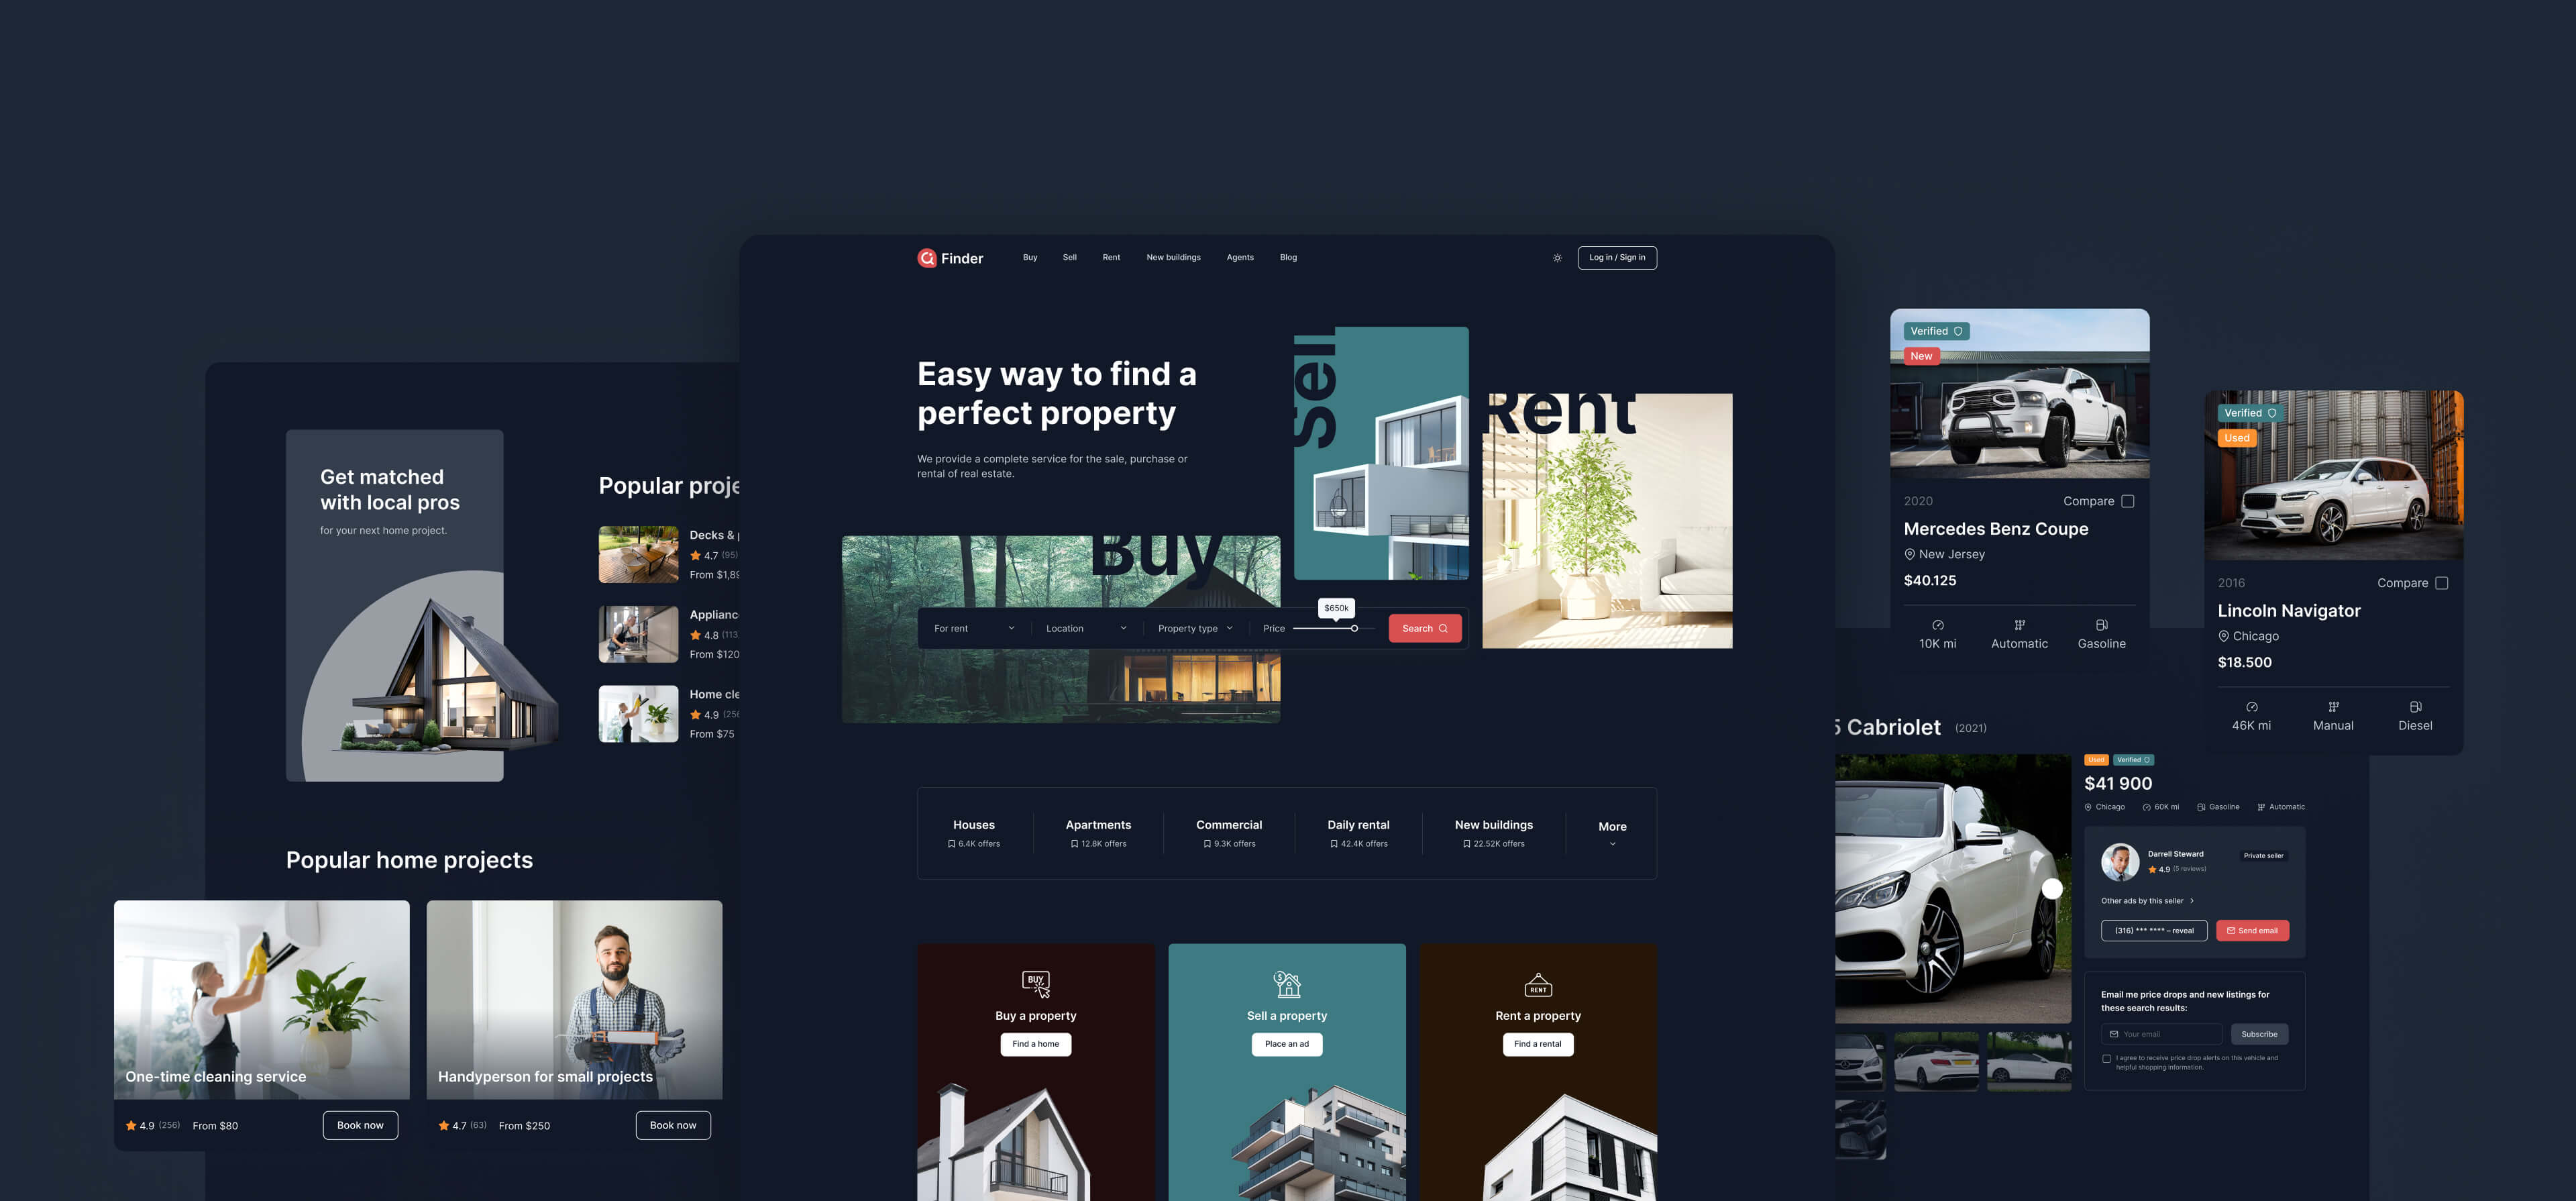 Finder
Buy
Sell
Rent
New buildings
Agents
Blog
Log in / Sign in
Easy way to find a
perfect property
We provide a complete service for the sale, purchase or
rental of real estate.
Sell
Rent
Buy
For rent
Location
Property type
Price
$650k
Search
Houses
6.4K offers
Apartments
12.8K offers
Commercial
9.3K offers
Daily rental
42.4K offers
New buildings
22.52K offers
More
BUY
Buy a property
Find a home
Sell a property
Place an ad
RENT
Rent a property
Find a rental
Get matched
with local pros
for your next home project.
Popular proje
Decks &
4.7 (95)
From $1,89
Applianc
4.8 (113
From $120
Home cle
4.9 (256
From $75
Popular home projects
One-time cleaning service
4.9 (256) From $80
Book now
Handyperson for small projects
4.7 (63) From $250
Book now
Verified
New
2020
Compare
Mercedes Benz Coupe
New Jersey
$40.125
10K mi
Automatic
Gasoline
Verified
Used
2016
Compare
Lincoln Navigator
Chicago
$18.500
46K mi
Manual
Diesel
5 Cabriolet (2021)
Used
Verified
$41 900
Chicago
60K mi
Gasoline
Automatic
Darrell Steward
4.9 (5 reviews)
Private seller
Other ads by this seller
(316) *** **** – reveal
Send email
Email me price drops and new listings for
these search results:
Your email
Subscribe
I agree to receive price drop alerts on this vehicle and
helpful shopping information.